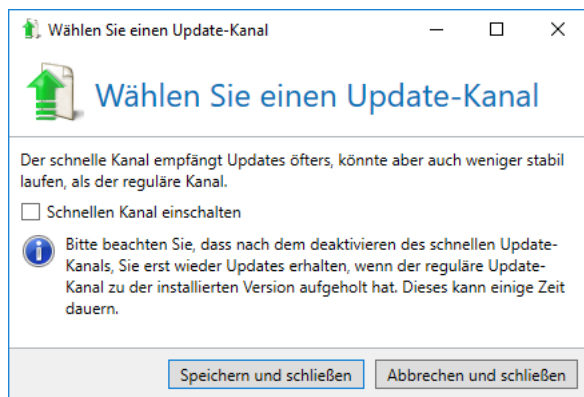 Wählen Sie einen Update-Kanal
Wählen Sie einen Update-Kanal
Der schnelle Kanal empfängt Updates öfters, könnte aber auch weniger stabil
laufen, als der reguläre Kanal.
Schnellen Kanal einschalten
Bitte beachten Sie, dass nach dem deaktivieren des schnellen Update-
Kanals, Sie erst wieder Updates erhalten, wenn der reguläre Update-
Kanal zu der installierten Version aufgeholt hat. Dieses kann einige Zeit
dauern.
Speichern und schließen
Abbrechen und schließen